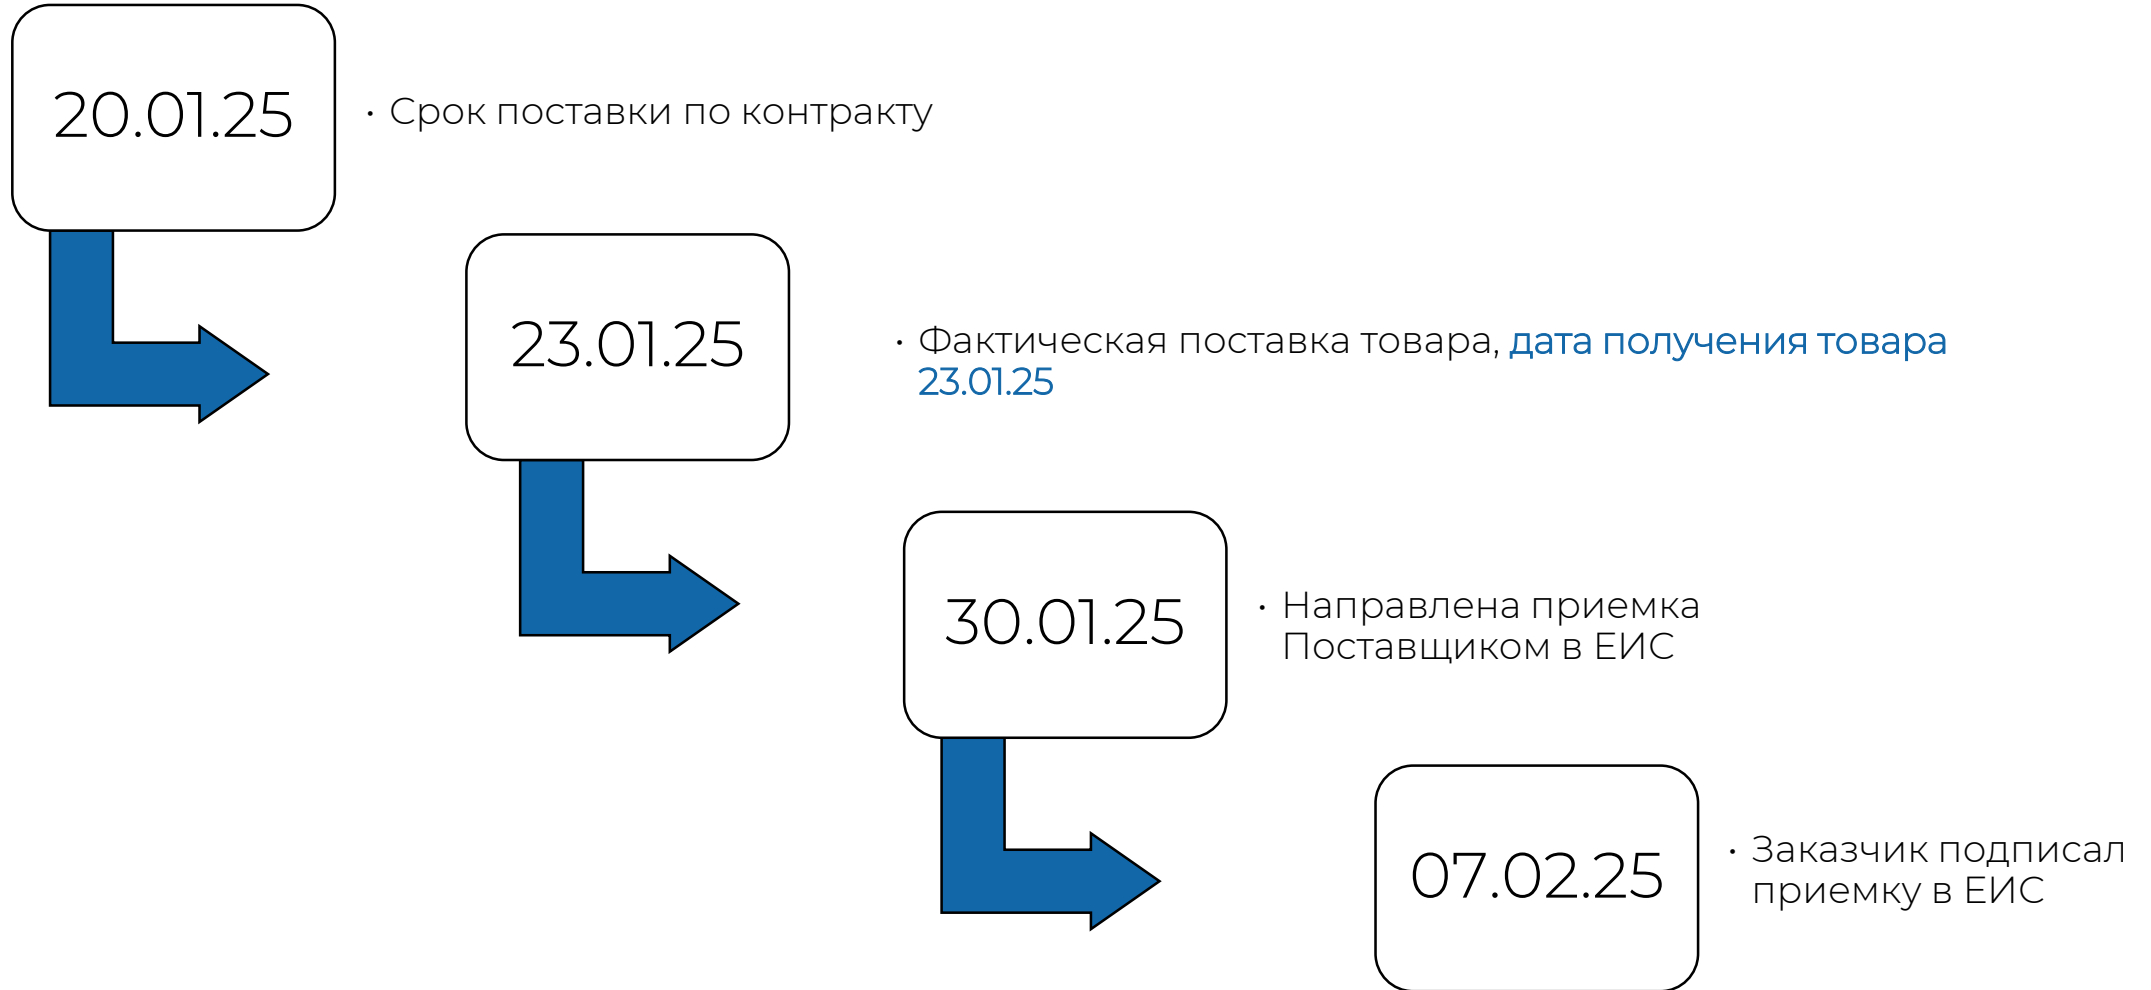 20.01.25
• Срок поставки по контракту
23.01.25
• Фактическая поставка товара, дата получения товара
23.01.25
30.01.25
• Направлена приемка
Поставщиком в ЕИС
07.02.25
• Заказчик подписал
приемку в ЕИС